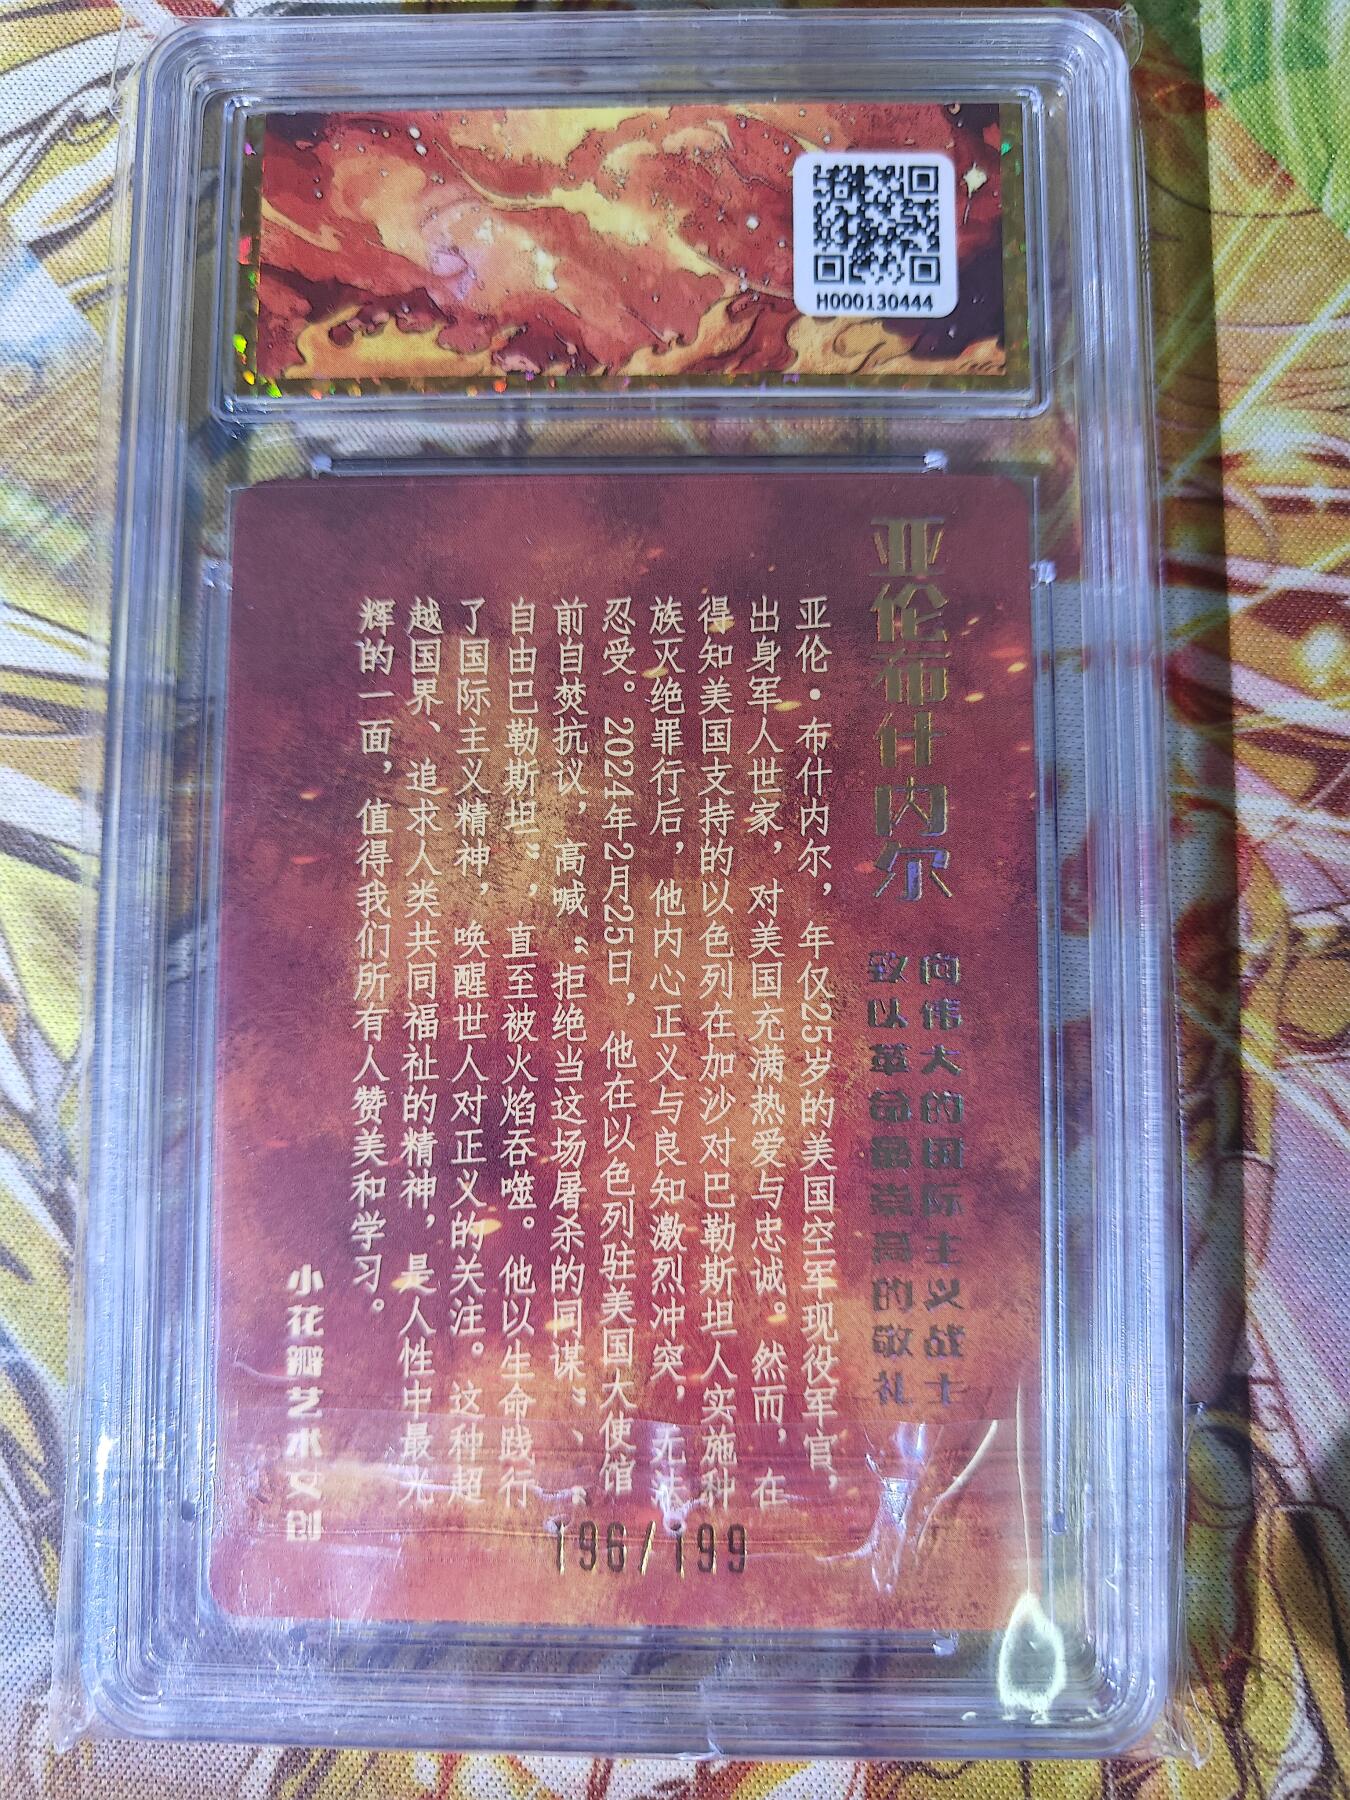 H000130444
亚伦布什内尔
向伟大的国际主义战士
致以革命最崇高的敬礼
亚伦·布什内尔，年仅25岁的美国空军现役军官，
出身军人世家，对美国充满热爱与忠诚。然而，在
得知美国支持的以色列在加沙对巴勒斯坦人实施种
族灭绝罪行后，他内心正义与良知激烈冲突，无法
忍受。2024年2月25日，他在以色列驻美国大使馆
前自焚抗议，高喊“拒绝当这场屠杀的同谋”、“
自由巴勒斯坦”，直至被火焰吞噬。他以生命践行
了国际主义精神，唤醒世人对正义的关注。这种超
越国界、追求人类共同福祉的精神，是人性中最光
辉的一面，值得我们所有人赞美和学习。
小花瓣艺术文创
196/199